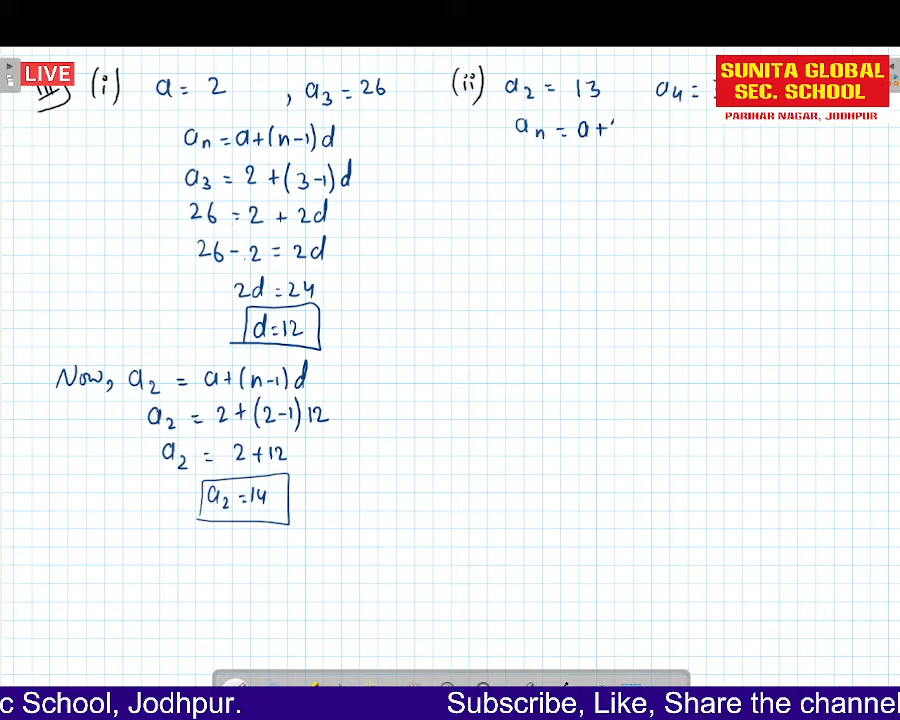 LIVE
(i) a = 2 , a3 = 26
an = a+(n-1)d
a3 = 2 + (3-1)d
26 = 2 + 2d
26 - 2 = 2d
2d = 24
d = 12
Now, a2 = a+(n-1)d
a2 = 2 + (2-1)12
a2 = 2 + 12
a2 = 14
(ii) a2 = 13 a4 =
an = a +
SUNITA GLOBAL
SEC. SCHOOL
PARIHAR NAGAR, JODHPUR
c School, Jodhpur. Subscribe, Like, Share the channel